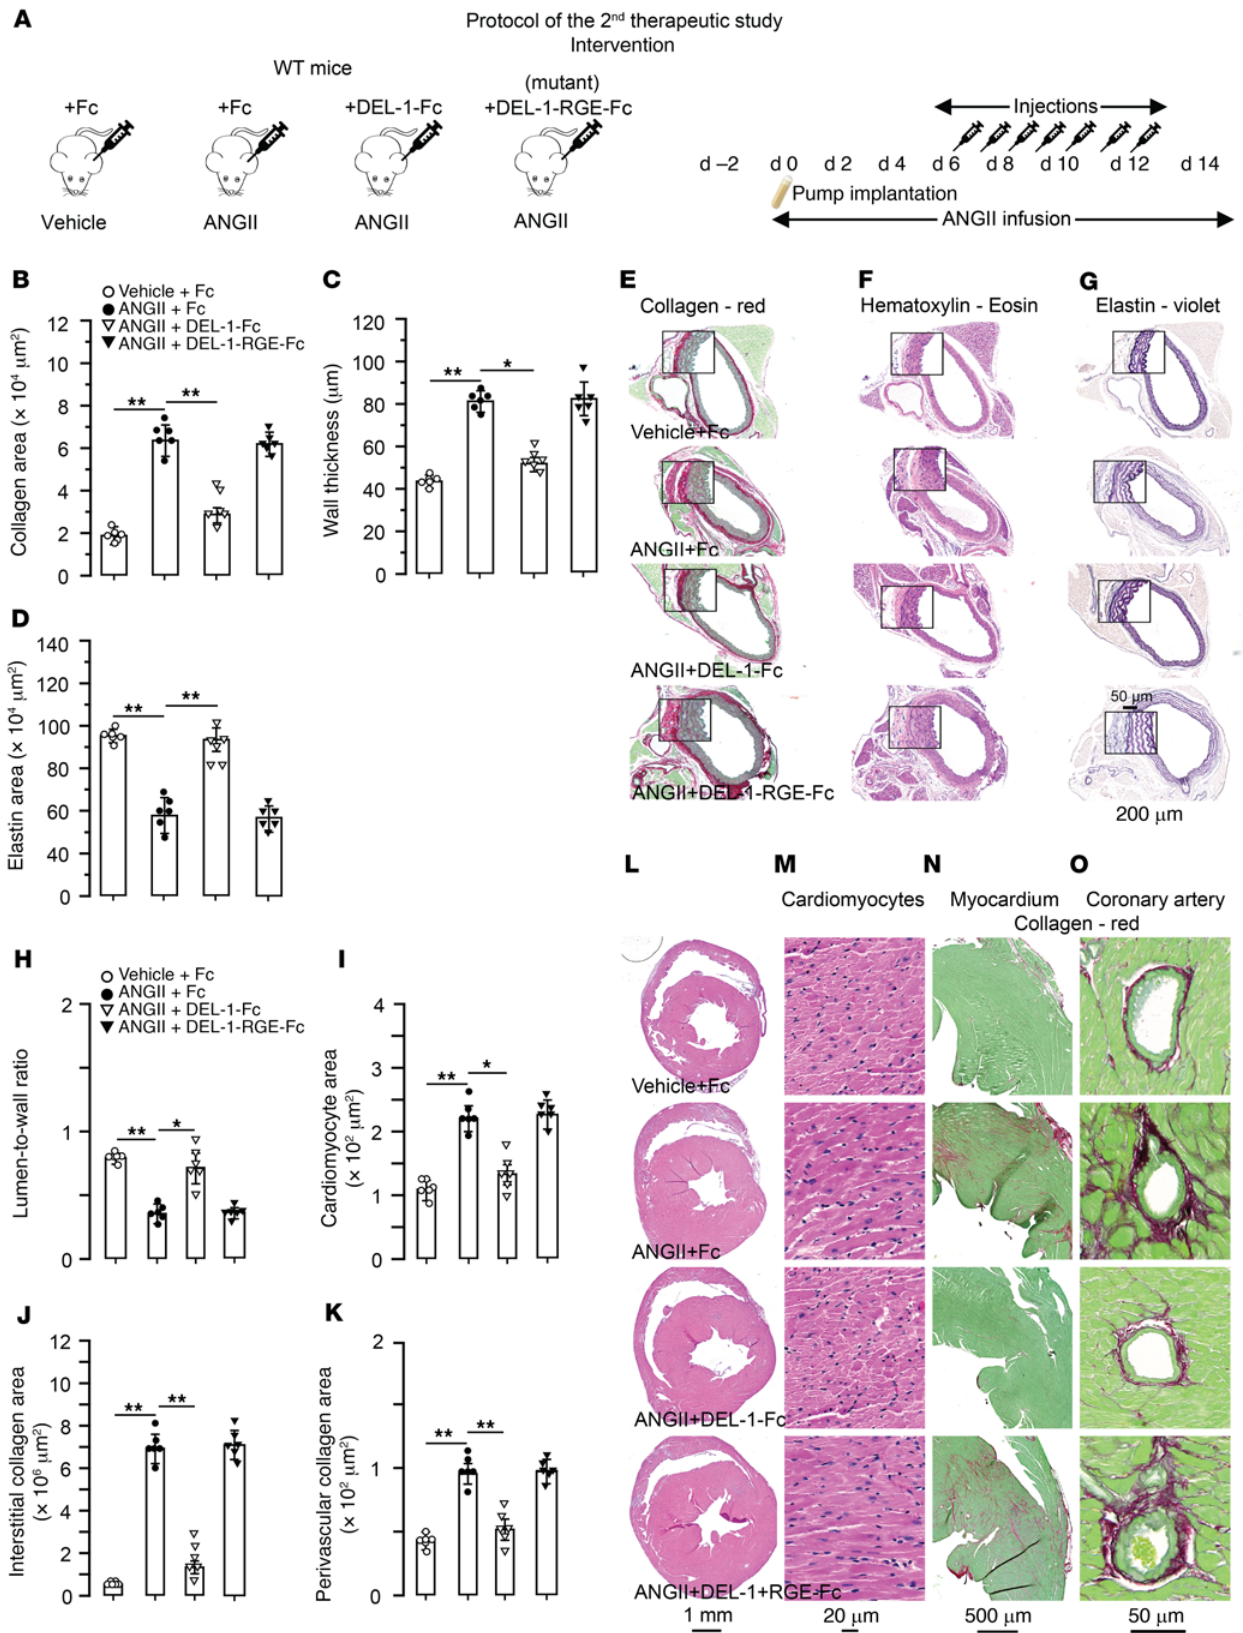 A
Protocol of the 2nd therapeutic study
Intervention
WT mice
(mutant)
+Fc +Fc +DEL-1-Fc +DEL-1-RGE-Fc
Vehicle ANGII ANGII ANGII
Injections
d –2 d 0 d 2 d 4 d 6 d 8 d 10 d 12 d 14
Pump implantation
ANGII infusion
B
Vehicle + Fc
ANGII + Fc
ANGII + DEL-1-Fc
ANGII + DEL-1-RGE-Fc
Collagen area (× 10⁴ µm²)
12
10
8
6
4
2
0
** **
C
Wall thickness (µm)
120
100
80
60
40
20
0
** *
D
Elastin area (× 10⁴ µm²)
140
120
100
80
60
40
0
** **
E
Collagen - red
F
Hematoxylin - Eosin
G
Elastin - violet
Vehicle+Fc
ANGII+Fc
ANGII+DEL-1-Fc
ANGII+DEL-1-RGE-Fc
50 µm
200 µm
H
Vehicle + Fc
ANGII + Fc
ANGII + DEL-1-Fc
ANGII + DEL-1-RGE-Fc
Lumen-to-wall ratio
2
1
0
** *
I
Cardiomyocyte area
(× 10² µm²)
4
3
2
1
0
** *
J
Interstitial collagen area
(× 10⁶ µm²)
12
10
8
6
4
2
0
** **
K
Perivascular collagen area
(× 10² µm²)
2
1
0
** **
L
M
Cardiomyocytes
N
Myocardium
O
Coronary artery
Collagen - red
Vehicle+Fc
ANGII+Fc
ANGII+DEL-1-Fc
ANGII+DEL-1+RGE-Fc
1 mm
20 µm
500 µm
50 µm